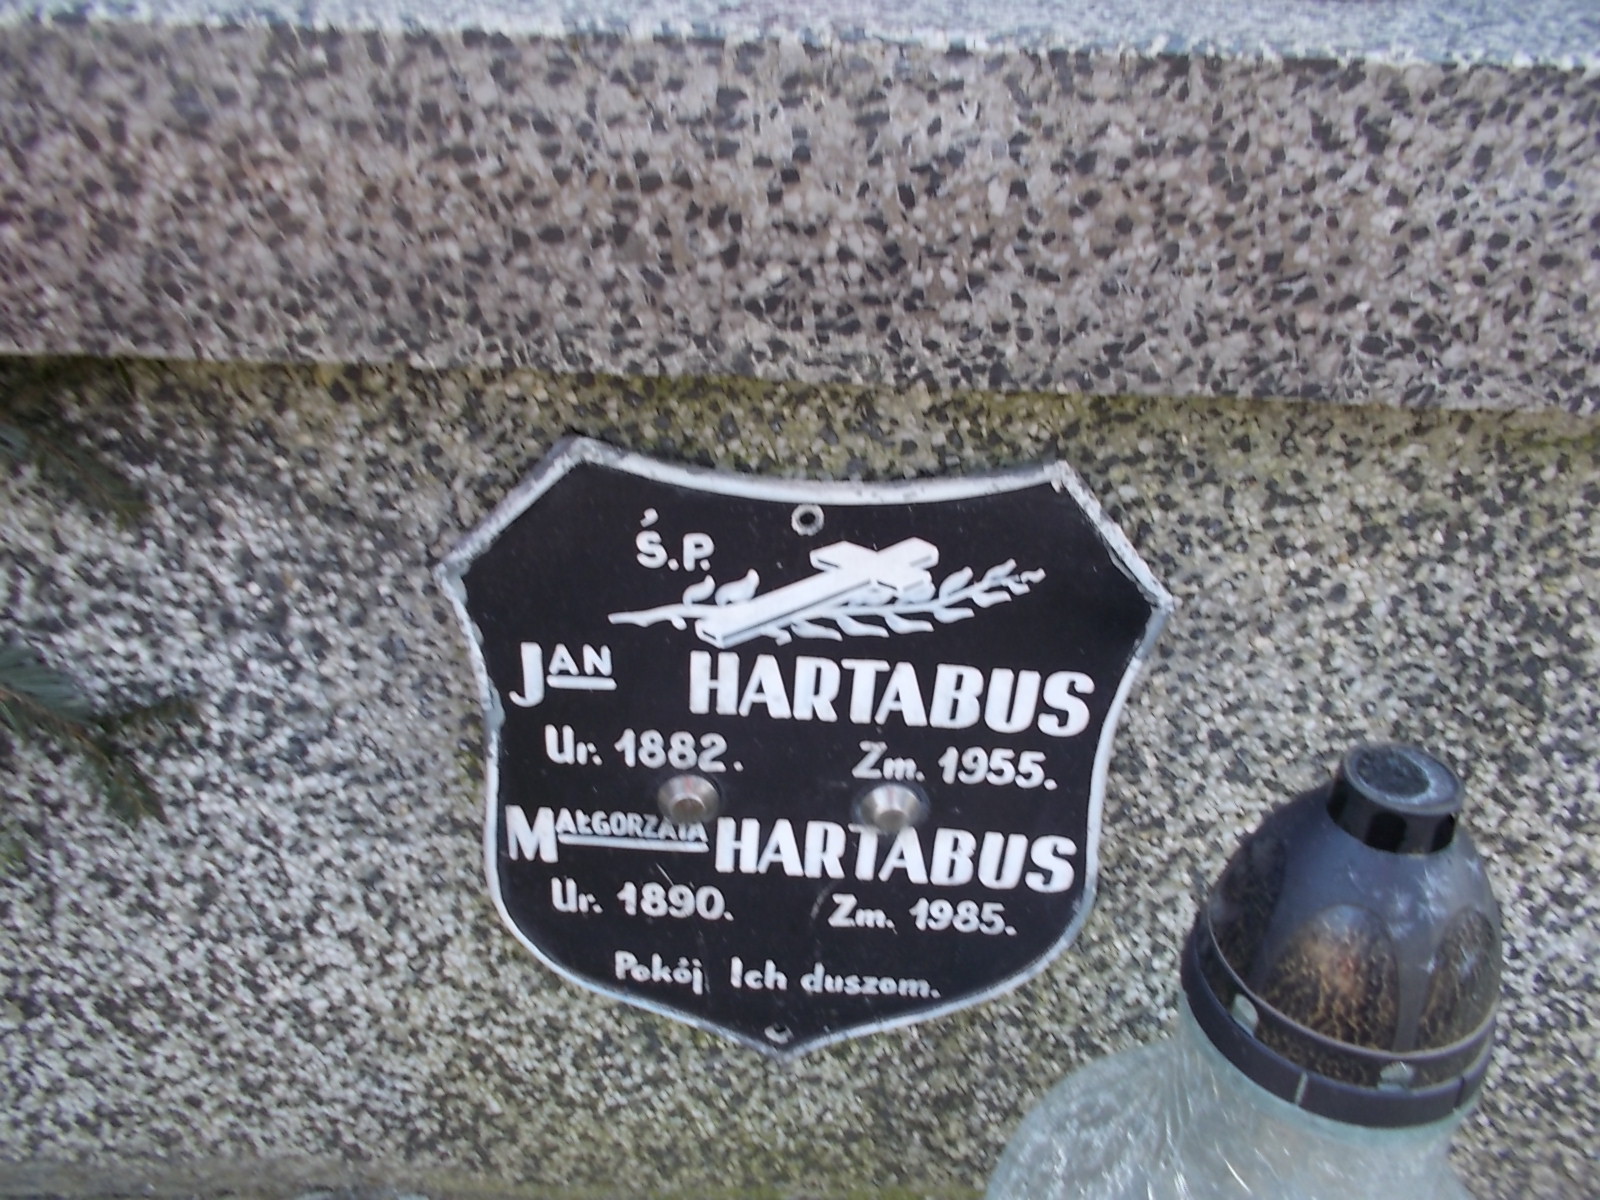 Ś.P.
JAN HARTABUS
Ur. 1882. Zm. 1955.
MAŁGORZATA HARTABUS
Ur. 1890. Zm. 1985.
Pokój Ich duszom.